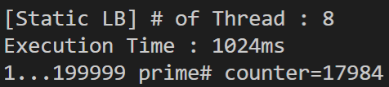 [Static LB] # of Thread : 8
Execution Time : 1024ms
1...199999 prime# counter=17984